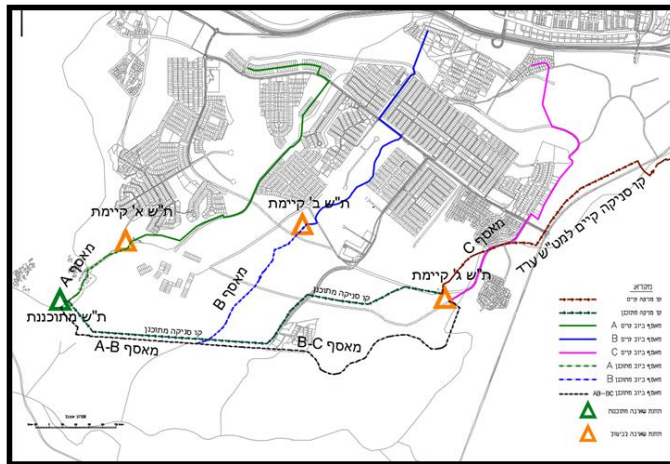 ת"ש א' קיימת
ת"ש ב' קיימת
קו סניקה קיים למט"ש ערד
מאסף C
ת"ש ג' קיימת
מאסף A
מאסף B
ת"ש מתוכננת
קו סניקה מתוכנן
קו סניקה מתוכנן
מאסף A-B
מאסף B-C
מקרא:
קו סניקה קיים
קו סניקה מתוכנן
מאסף ביוב קיים A
מאסף ביוב קיים B
מאסף ביוב קיים C
מאסף ביוב מתוכנן A
מאסף ביוב מתוכנן B
מאסף ביוב מתוכנן AB-BC
תחנת שאיבה מתוכננת
תחנת שאיבה לביטול